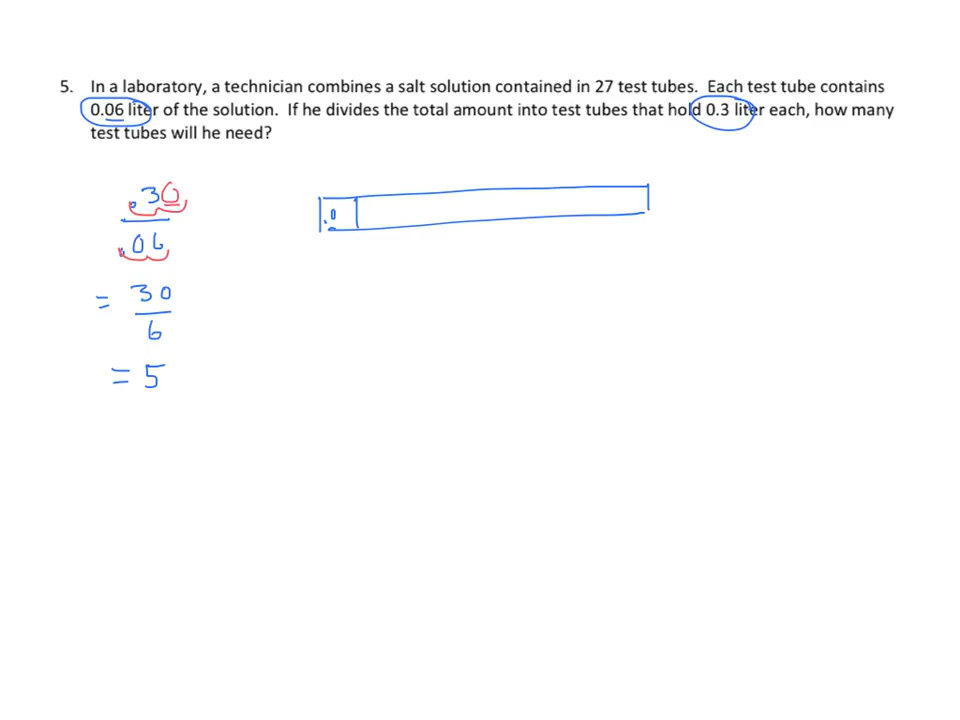 5. In a laboratory, a technician combines a salt solution contained in 27 test tubes. Each test tube contains
0.06 liter of the solution. If he divides the total amount into test tubes that hold 0.3 liter each, how many
test tubes will he need?
.30
.06
.0
= 30
6
= 5